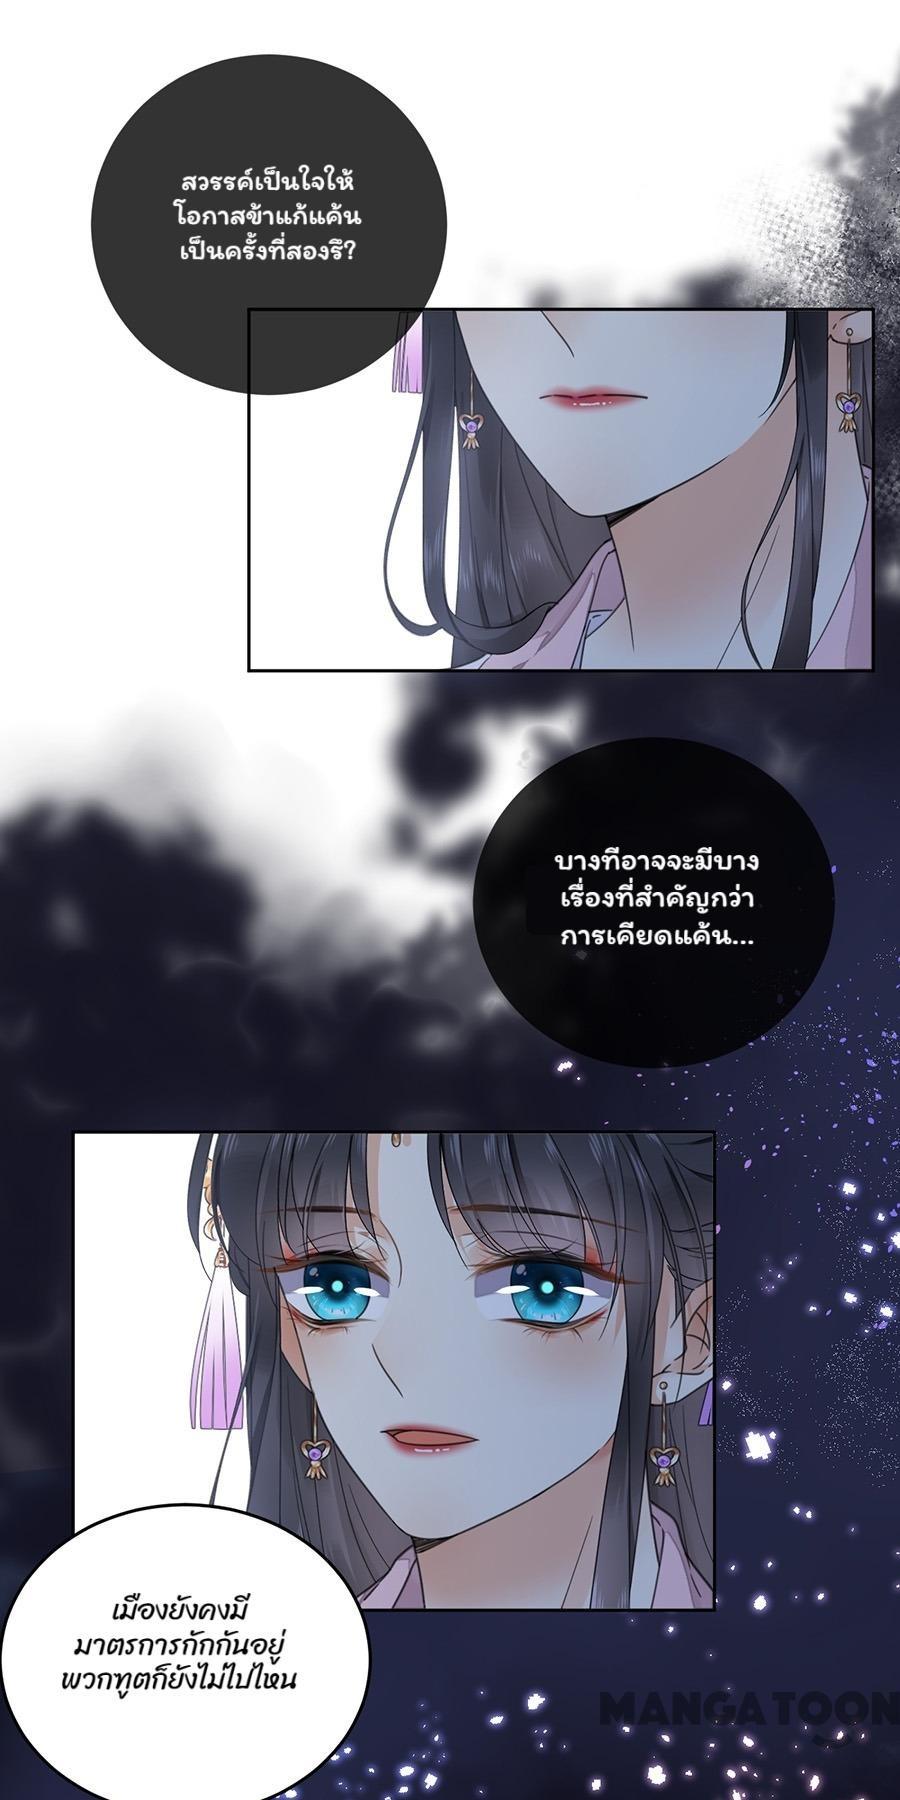 สวรรค์เป็นใจให้
โอกาสข้าแก้แค้น
เป็นครั้งที่สองรึ?
บางทีอาจจะมีบาง
เรื่องที่สำคัญกว่า
การเคียดแค้น...
เมืองยังคงมี
มาตรการกักกันอยู่
พวกฑูตก็ยังไม่ไปไหน
MANGA TOON